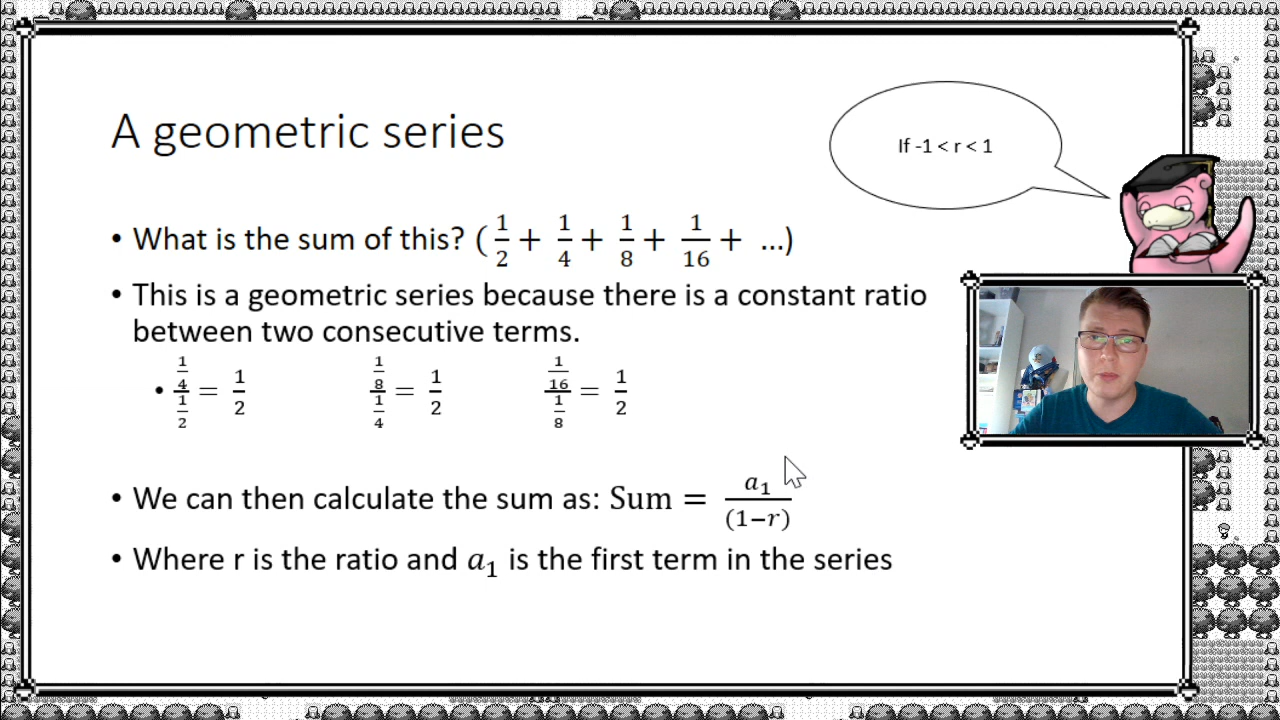 A geometric series
If -1 < r < 1
• What is the sum of this? (1/2 + 1/4 + 1/8 + 1/16 + ...)
• This is a geometric series because there is a constant ratio
between two consecutive terms.
• (1/4)/(1/2) = 1/2 (1/8)/(1/4) = 1/2 (1/16)/(1/8) = 1/2
• We can then calculate the sum as: Sum = a₁/(1−r)
• Where r is the ratio and a₁ is the first term in the series